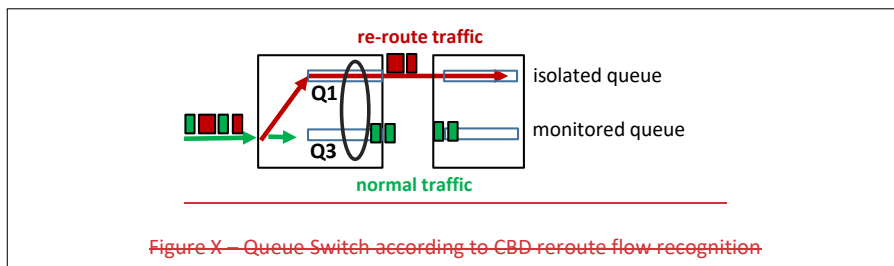 re-route traffic
isolated queue
Q1
monitored queue
Q3
normal traffic
Figure X – Queue Switch according to CBD reroute flow recognition